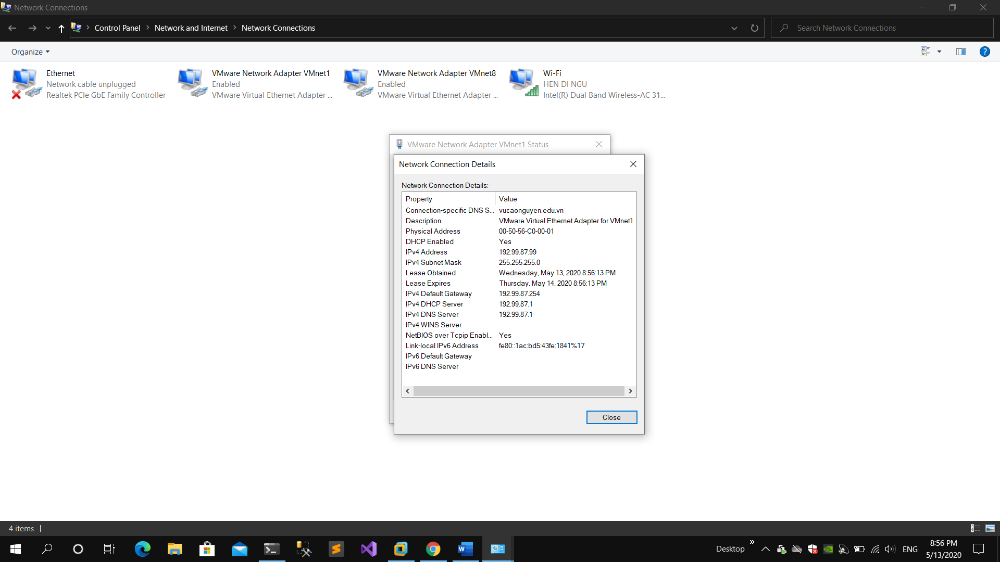 Network Connections
Control Panel > Network and Internet > Network Connections
Search Network Connections
Organize
Ethernet
Network cable unplugged
Realtek PCIe GbE Family Controller
VMware Network Adapter VMnet1
Enabled
VMware Virtual Ethernet Adapter ...
VMware Network Adapter VMnet8
Enabled
VMware Virtual Ethernet Adapter ...
Wi-Fi
HEN DI NGU
Intel(R) Dual Band Wireless-AC 31...
VMware Network Adapter VMnet1 Status
Network Connection Details
Network Connection Details:
Property Value
Connection-specific DNS S... vucaonguyen.edu.vn
Description VMware Virtual Ethernet Adapter for VMnet1
Physical Address 00-50-56-C0-00-01
DHCP Enabled Yes
IPv4 Address 192.99.87.99
IPv4 Subnet Mask 255.255.255.0
Lease Obtained Wednesday, May 13, 2020 8:56:13 PM
Lease Expires Thursday, May 14, 2020 8:56:13 PM
IPv4 Default Gateway 192.99.87.254
IPv4 DHCP Server 192.99.87.1
IPv4 DNS Server 192.99.87.1
IPv4 WINS Server
NetBIOS over Tcpip Enabl... Yes
Link-local IPv6 Address fe80::1ac:bd5:43fe:1841%17
IPv6 Default Gateway
IPv6 DNS Server
Close
4 items
Desktop
ENG
8:56 PM
5/13/2020